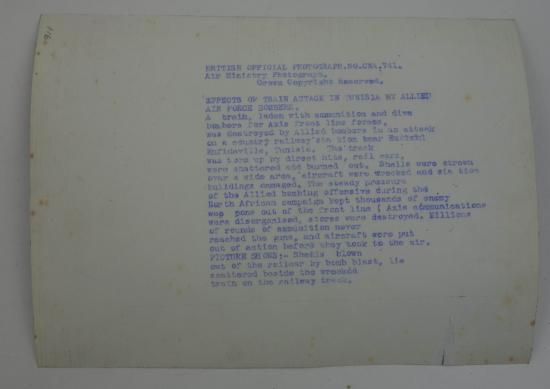 BRITISH OFFICIAL PHOTOGRAPH.NO.CNA.741.
Air Ministry Photograph.
Crown Copyright Reserved.
EFFECTS OF TRAIN ATTACK IN TUNISIA BY ALLIED
AIR FORCE BOMBERS.
A train, laden with ammunition and dive
bombers for Axis front line forces,
was destroyed by Allied bombers in an attack
on a country railway station near
Enfidaville, Tunisia. The track
was torn up by direct hits, rail cars,
were shattered and burned out. Shells were strewn
over a wide area, aircraft were wrecked and station
buildings damaged. The steady pressure
of the Allied bombing offensive during the
North African campaign kept thousands of enemy
out of the front line ( Axis communications
were disorganised, stores were destroyed. Millions
of rounds of ammunition never
reached the guns, and aircraft were put
out of action before they took to the air.
PICTURE SHOWS:- Shells blown
out of the railcar by bomb blast, lie
scattered beside the wrecked
train on the railway track.